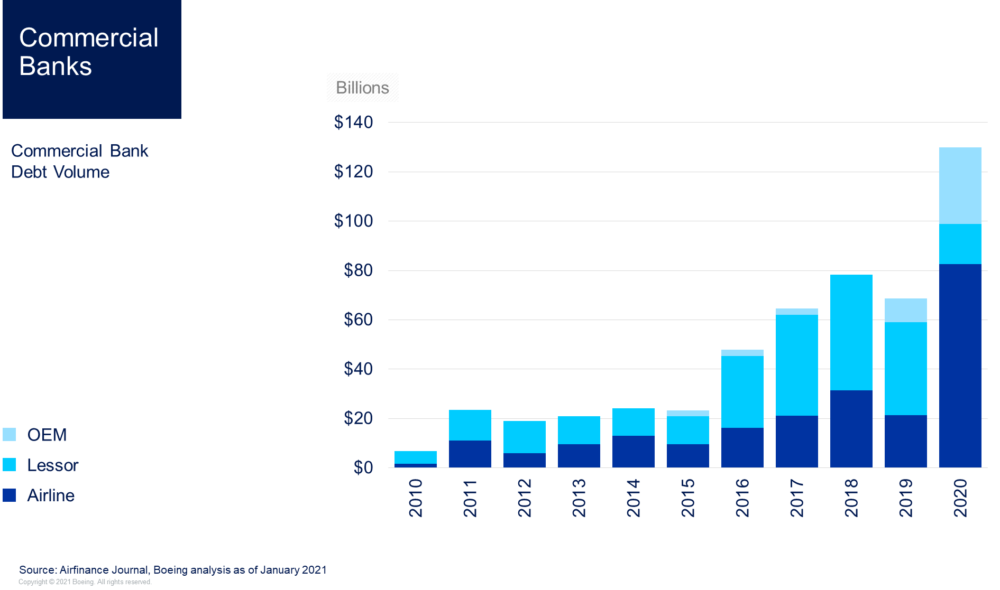 Commercial
Banks
Commercial Bank
Debt Volume
Billions
$140
$120
$100
$80
$60
$40
$20
$0
2010
2011
2012
2013
2014
2015
2016
2017
2018
2019
2020
OEM
Lessor
Airline
Source: Airfinance Journal, Boeing analysis as of January 2021
Copyright © 2021 Boeing. All rights reserved.